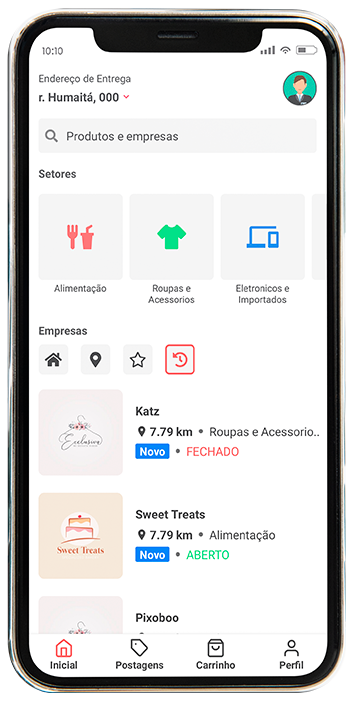 10:10
Endereço de Entrega
r. Humaitá, 000
Produtos e empresas
Setores
Alimentação
Roupas e
Acessorios
Eletronicos e
Importados
Empresas
Exclusiva
Katz
7.79 km • Roupas e Acessorio..
Novo • FECHADO
Sweet Treats
Sweet Treats
7.79 km • Alimentação
Novo • ABERTO
Pixoboo
Inicial
Postagens
Carrinho
Perfil